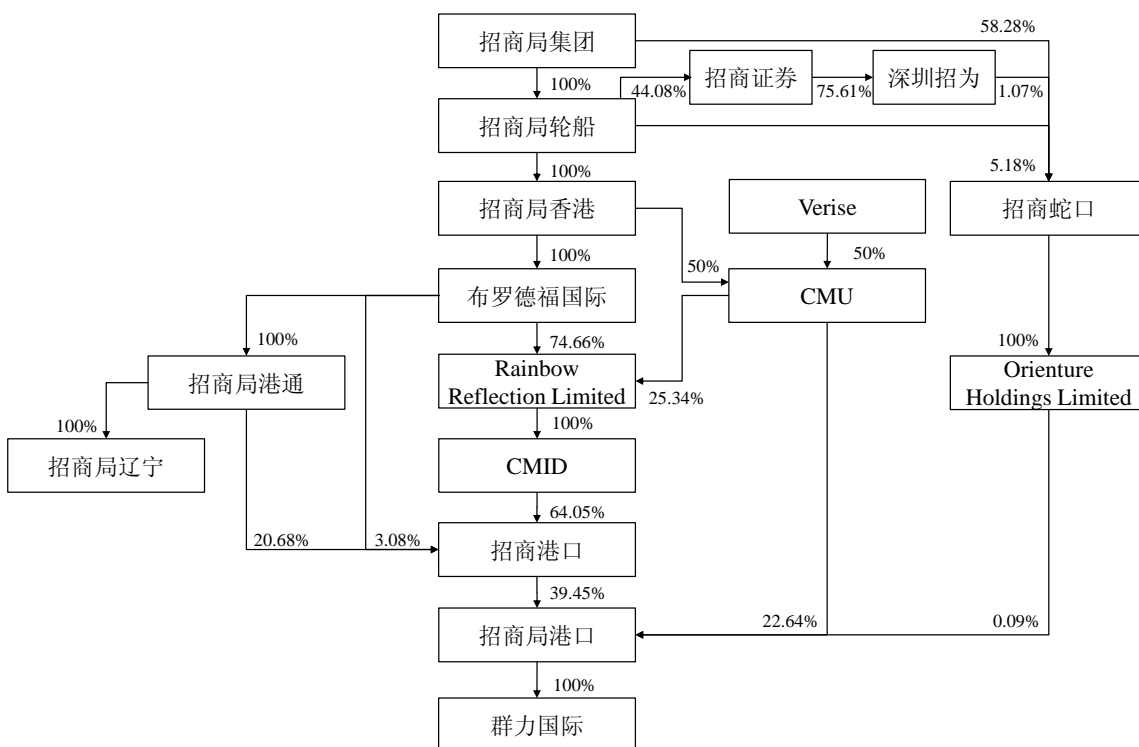 招商局集团
58.28%
招商证券
深圳招为
100%
44.08%
75.61%
1.07%
招商局轮船
100%
5.18%
招商局香港
Verise
招商蛇口
100%
50%
50%
布罗德福国际
CMU
100%
74.66%
100%
招商局港通
Rainbow
Reflection Limited
25.34%
Orienture
Holdings Limited
100%
100%
招商局辽宁
CMID
64.05%
20.68%
3.08%
招商港口
39.45%
招商局港口
22.64%
0.09%
100%
群力国际